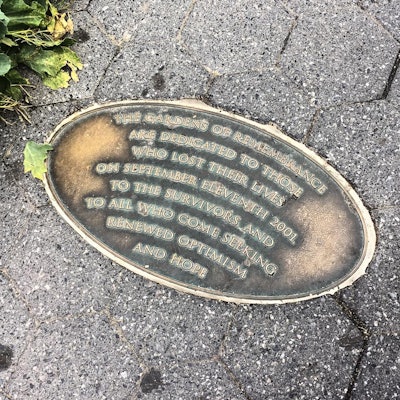 THE GARDENS OF REMEMBRANCE
ARE DEDICATED TO THOSE
WHO LOST THEIR LIVES
ON SEPTEMBER ELEVENTH 2001,
TO THE SURVIVORS, AND
TO ALL WHO COME SEEKING
RENEWED OPTIMISM
AND HOPE